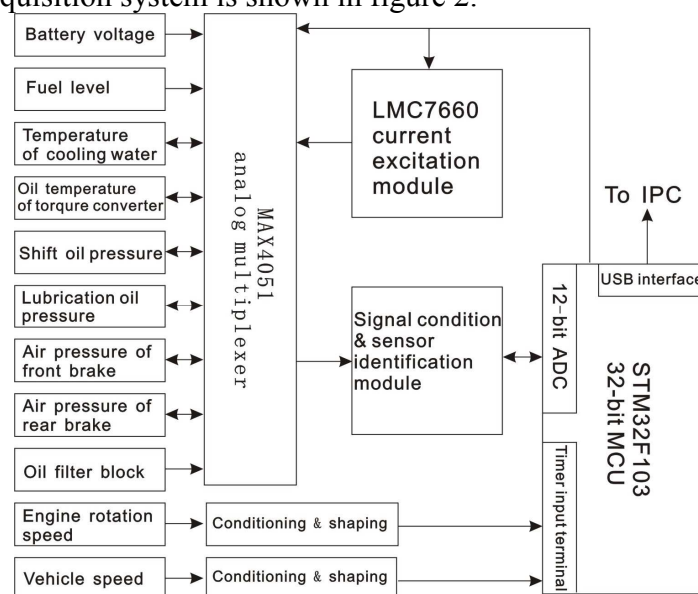 quisition system is shown in figure 2.
Battery voltage
Fuel level
Temperature
of cooling water
Oil temperature
of torqure converter
Shift oil pressure
Lubrication oil
pressure
Air pressure of
front brake
Air pressure of
rear brake
Oil filter block
Engine rotation
speed
Vehicle speed
MAX4051
analog multiplexer
LMC7660
current
excitation
module
Signal condition
& sensor
identification
module
Conditioning & shaping
Conditioning & shaping
To IPC
USB interface
12-bit ADC
STM32F103
32-bit MCU
Timer input terminal